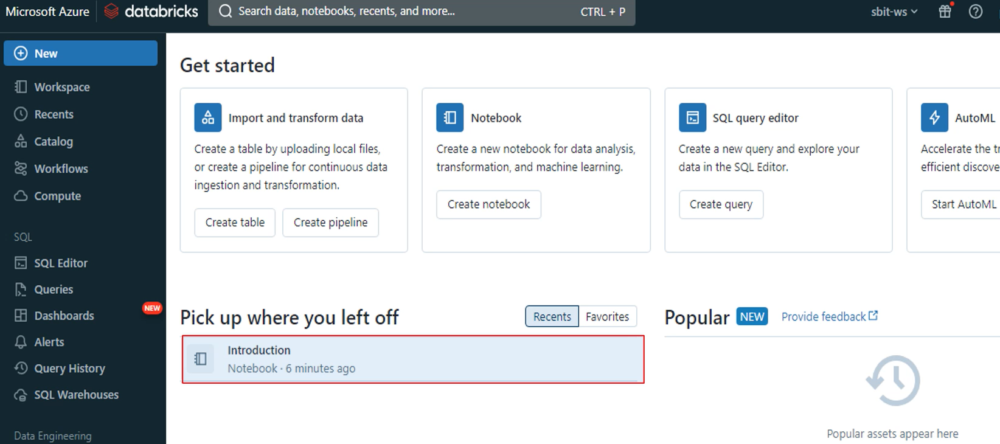 Microsoft Azure databricks Search data, notebooks, recents, and more... CTRL + P sbit-ws
New
Workspace
Recents
Catalog
Workflows
Compute
SQL
SQL Editor
Queries
Dashboards NEW
Alerts
Query History
SQL Warehouses
Data Engineering
Get started
Import and transform data
Create a table by uploading local files,
or create a pipeline for continuous data
ingestion and transformation.
Create table Create pipeline
Notebook
Create a new notebook for data analysis,
transformation, and machine learning.
Create notebook
SQL query editor
Create a new query and explore your
data in the SQL Editor.
Create query
AutoML
Accelerate the
efficient
Start AutoML
Pick up where you left off Recents Favorites
Introduction
Notebook · 6 minutes ago
Popular NEW Provide feedback
Popular assets appear here